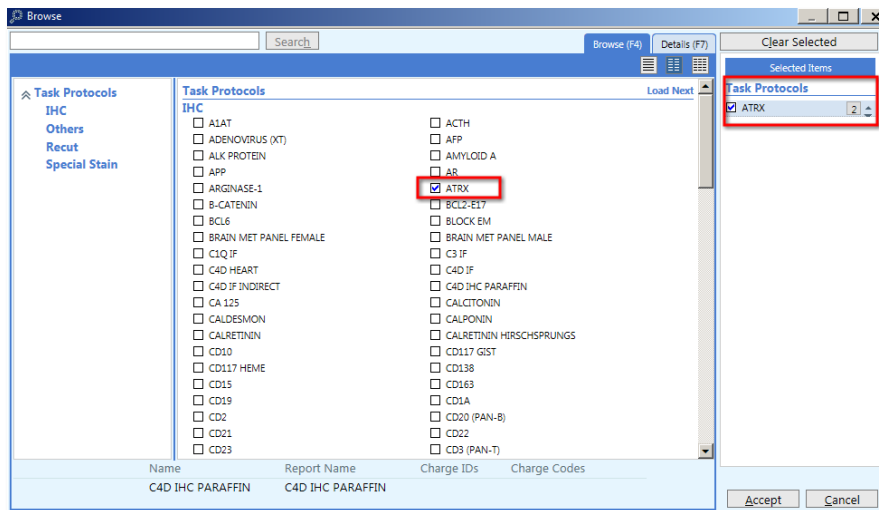 Browse
Search
Browse (F4)
Details (F7)
Clear Selected
Selected Items
Task Protocols
ATRX 2
Task Protocols
IHC
Others
Recut
Special Stain
Task Protocols Load Next
IHC
A1AT ACTH
ADENOVIRUS (XT) AFP
ALK PROTEIN AMYLOID A
APP AR
ARGINASE-1 ATRX
B-CATENIN BCL2-E17
BCL6 BLOCK EM
BRAIN MET PANEL FEMALE BRAIN MET PANEL MALE
C1Q IF C3 IF
C4D HEART C4D IF
C4D IF INDIRECT C4D IHC PARAFFIN
CA 125 CALCITONIN
CALDESMON CALPONIN
CALRETININ CALRETININ HIRSCHSPRUNGS
CD10 CD117 GIST
CD117 HEME CD138
CD15 CD163
CD19 CD1A
CD2 CD20 (PAN-B)
CD21 CD22
CD23 CD3 (PAN-T)
Name Report Name Charge IDs Charge Codes
C4D IHC PARAFFIN C4D IHC PARAFFIN
Accept Cancel